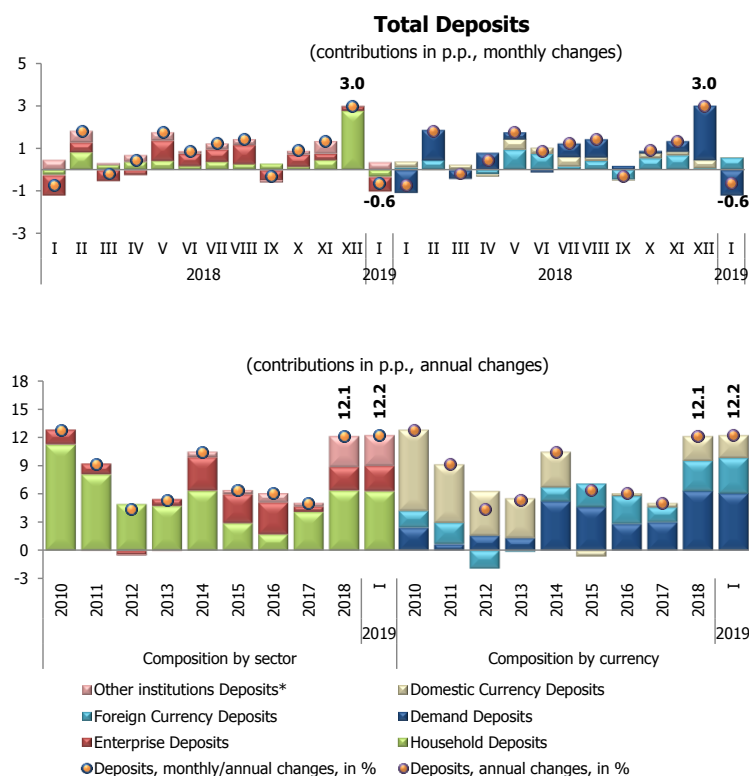 Total Deposits
(contributions in p.p., monthly changes)
5
3
1
-1
-3
3.0
-0.6
3.0
-0.6
I II III IV V VI VII VIII IX X XI XII I I II III IV V VI VII VIII IX X XI XII I
2018 2019 2018 2019
(contributions in p.p., annual changes)
18
15
12
9
6
3
0
-3
12.1 12.2 12.1 12.2
2010 2011 2012 2013 2014 2015 2016 2017 2018 I 2010 2011 2012 2013 2014 2015 2016 2017 2018 I
2019 2019
Composition by sector Composition by currency
Other institutions Deposits* Domestic Currency Deposits
Foreign Currency Deposits Demand Deposits
Enterprise Deposits Household Deposits
Deposits, monthly/annual changes, in % Deposits, annual changes, in %